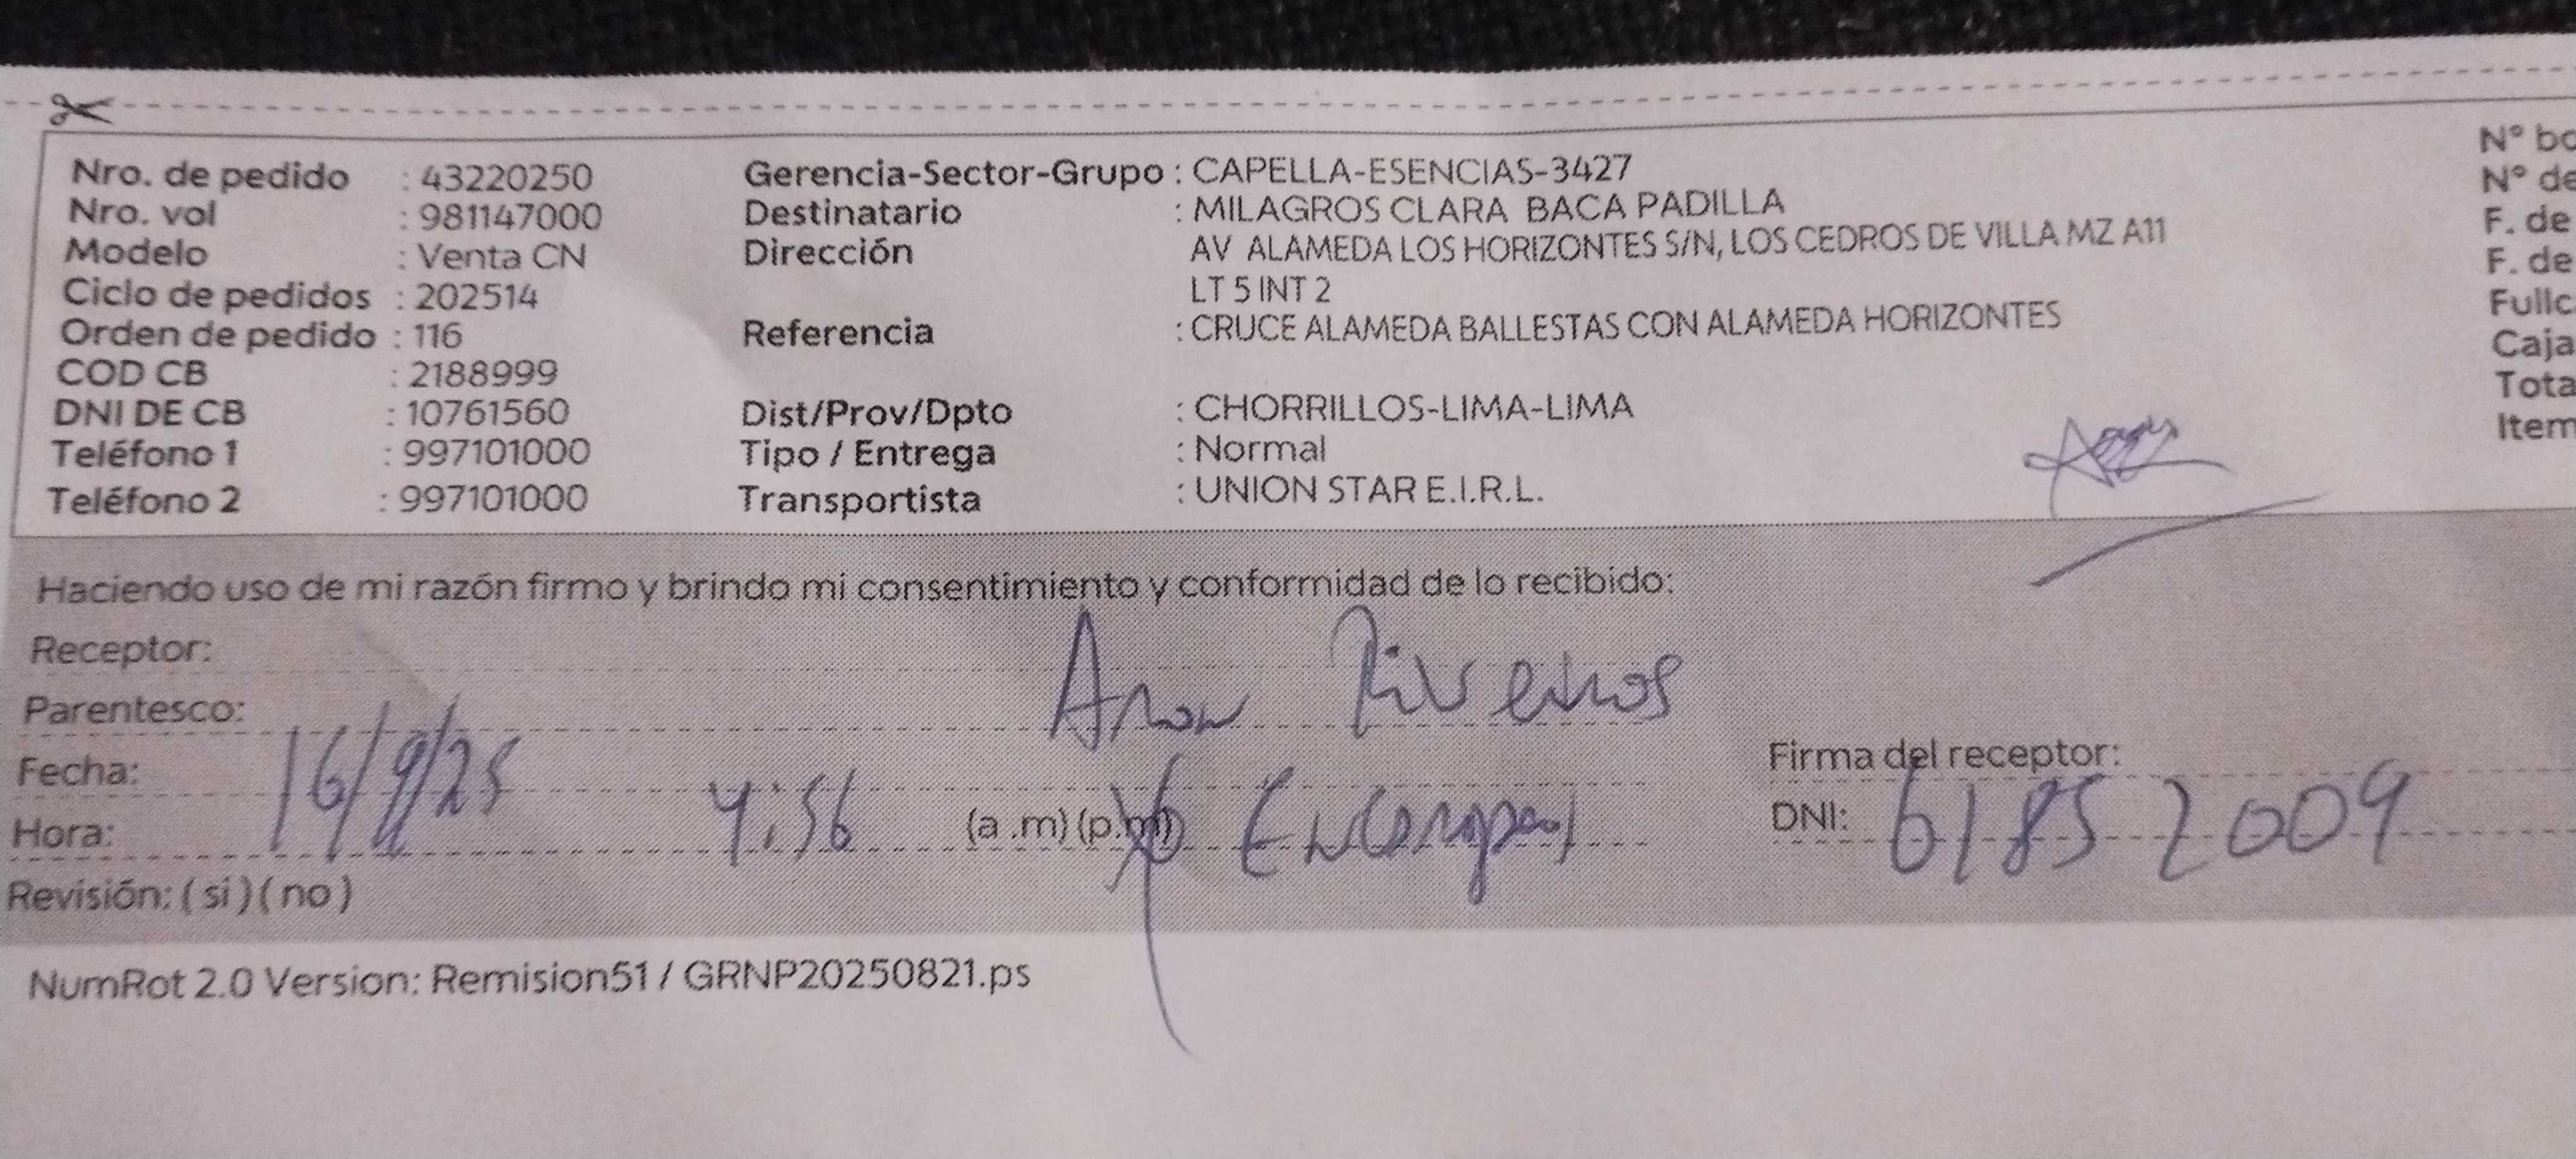 Nro. de pedido : 43220250 Gerencia-Sector-Grupo : CAPELLA-ESENCIAS-3427 N° bo
Nro. vol : 981147000 Destinatario : MILAGROS CLARA BACA PADILLA N° de
Modelo : Venta CN Dirección AV ALAMEDA LOS HORIZONTES S/N, LOS CEDROS DE VILLA MZ A11 F. de
Ciclo de pedidos : 202514 LT 5 INT 2 F. de
Orden de pedido : 116 Referencia : CRUCE ALAMEDA BALLESTAS CON ALAMEDA HORIZONTES Fullc
COD CB : 2188999 Caja
DNI DE CB : 10761560 Dist/Prov/Dpto : CHORRILLOS-LIMA-LIMA Tota
Teléfono 1 : 997101000 Tipo / Entrega : Normal Item
Teléfono 2 : 997101000 Transportista : UNION STAR E.I.R.L.
Haciendo uso de mi razón firmo y brindo mi consentimiento y conformidad de lo recibido:
Receptor: Riveros
Parentesco:
Fecha: 16/9/25 Firma del receptor:
Hora: 4:56 (a .m) (p.m) DNI: 61852009
Revisión: ( si ) ( no )
NumRot 2.0 Version: Remision51 / GRNP20250821.ps